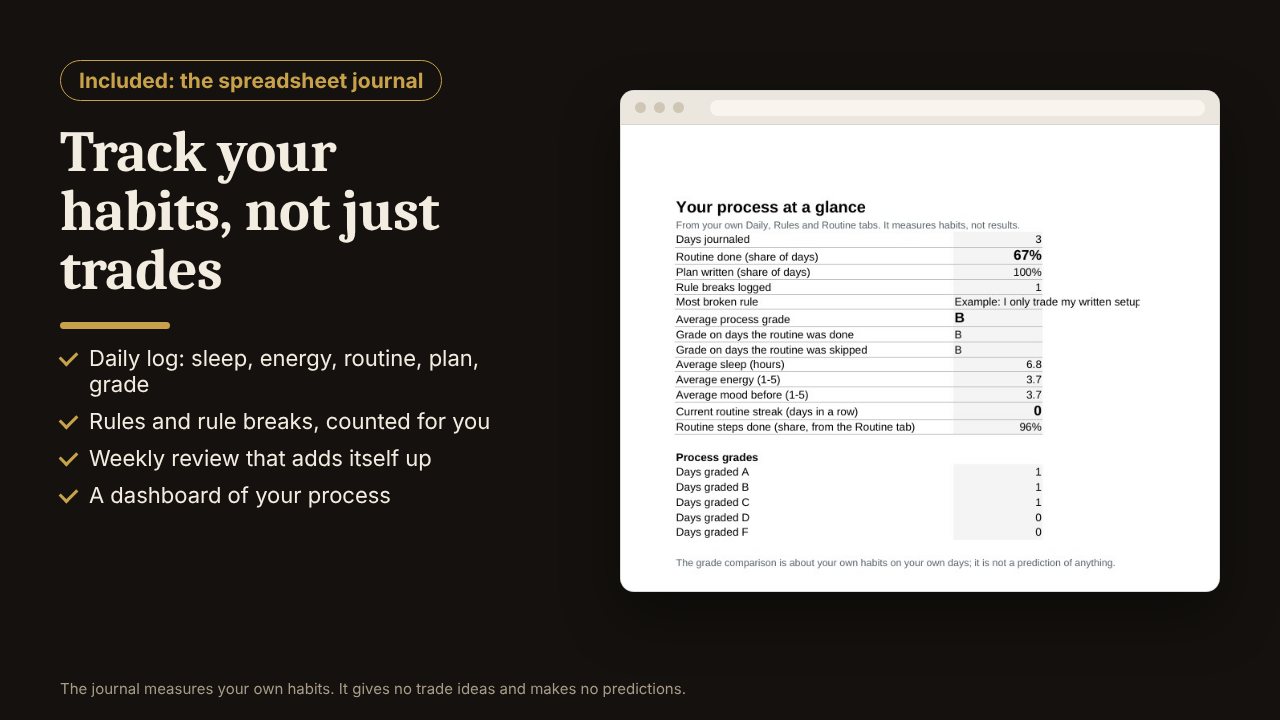 Included: the spreadsheet journal
Track your
habits, not just
trades
Daily log: sleep, energy, routine, plan,
grade
Rules and rule breaks, counted for you
Weekly review that adds itself up
A dashboard of your process
Your process at a glance
From your own Daily, Rules and Routine tabs. It measures habits, not results.
Days journaled 3
Routine done (share of days) 67%
Plan written (share of days) 100%
Rule breaks logged 1
Most broken rule Example: I only trade my written setup
Average process grade B
Grade on days the routine was done B
Grade on days the routine was skipped B
Average sleep (hours) 6.8
Average energy (1-5) 3.7
Average mood before (1-5) 3.7
Current routine streak (days in a row) 0
Routine steps done (share, from the Routine tab) 96%
Process grades
Days graded A 1
Days graded B 1
Days graded C 1
Days graded D 0
Days graded F 0
The grade comparison is about your own habits on your own days; it is not a prediction of anything.
The journal measures your own habits. It gives no trade ideas and makes no predictions.